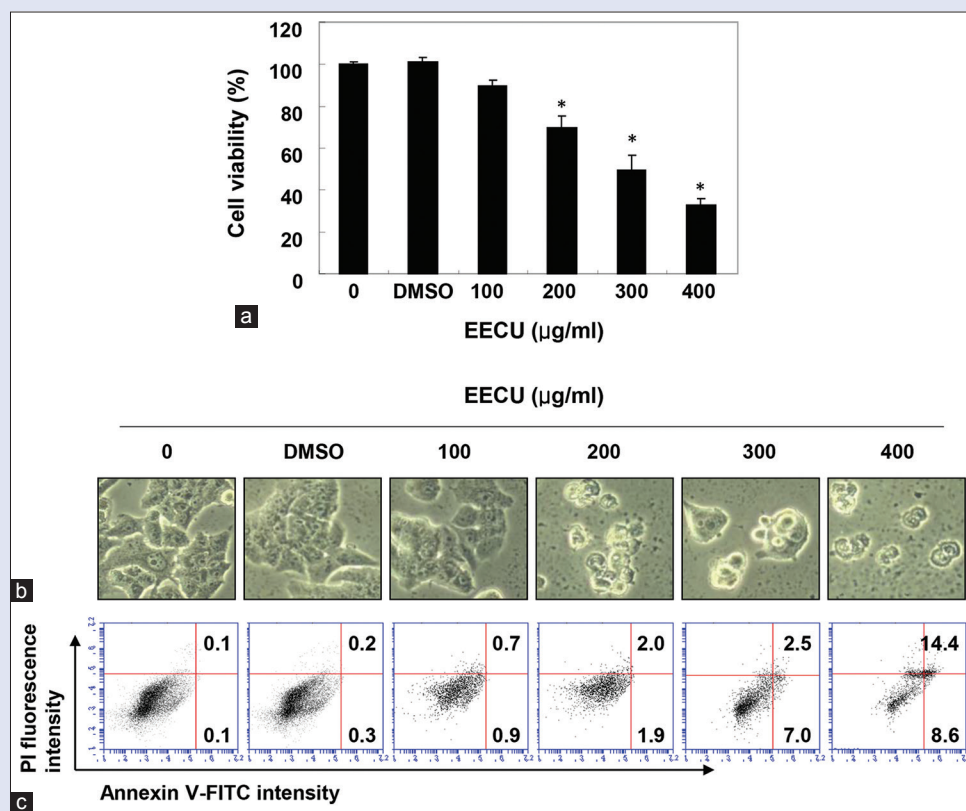 120
100
80
60
40
20
0
Cell viability (%)
* * *
0 DMSO 100 200 300 400
a
EECU (μg/ml)
EECU (μg/ml)
0 DMSO 100 200 300 400
b
PI fluorescence
intensity
0.1 0.2 0.7 2.0 2.5 14.4
0.1 0.3 0.9 1.9 7.0 8.6
Annexin V-FITC intensity
c